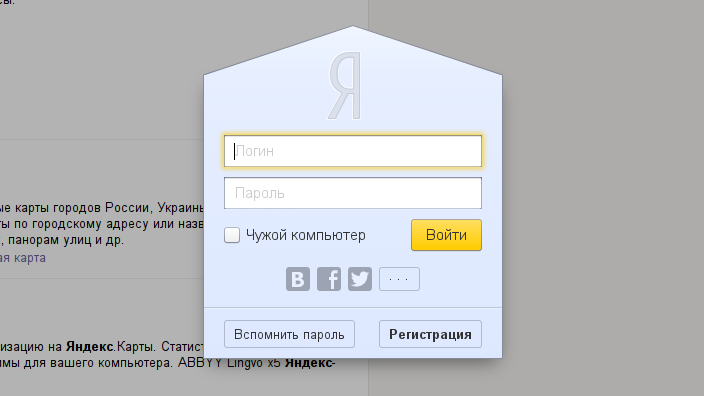 сы.
Я
Логин
Пароль
Чужой компьютер
Войти
В f
...
Вспомнить пароль
Регистрация
ые карты городов России, Украины
ты по городскому адресу или назв
, панорам улиц и др.
ая карта
изацию на Яндекс.Карты. Статист
ммы для вашего компьютера. ABBYY Lingvo x5 Яндекс-